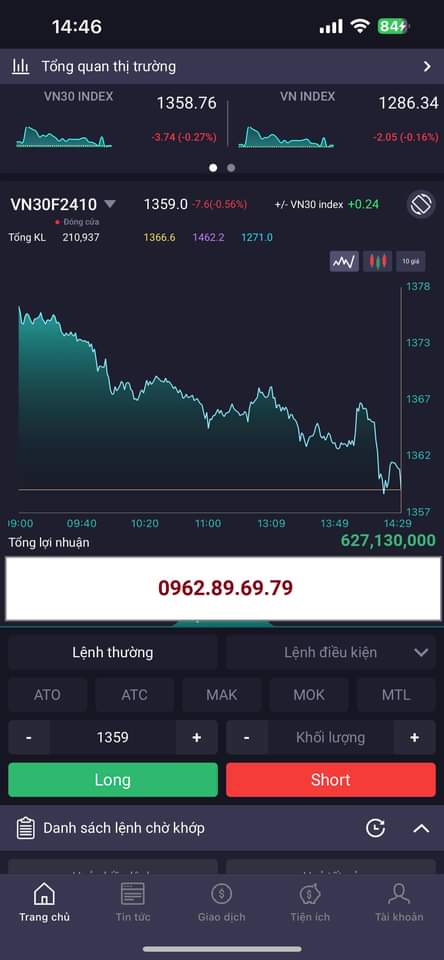 14:46
84
Tổng quan thị trường
VN30 INDEX 1358.76
-3.74 (-0.27%)
VN INDEX 1286.34
-2.05 (-0.16%)
VN30F2410 1359.0 -7.6(-0.56%) +/- VN30 index +0.24
Đóng cửa
Tổng KL 210,937 1366.6 1462.2 1271.0
10 giá
1378
1373
1367
1362
1357
09:00 09:40 10:20 11:00 13:09 13:49 14:29
Tổng lợi nhuận 627,130,000
0962.89.69.79
Lệnh thường Lệnh điều kiện
ATO ATC MAK MOK MTL
- 1359 + - Khối lượng +
Long Short
Danh sách lệnh chờ khớp
Trang chủ Tin tức Giao dịch Tiện ích Tài khoản